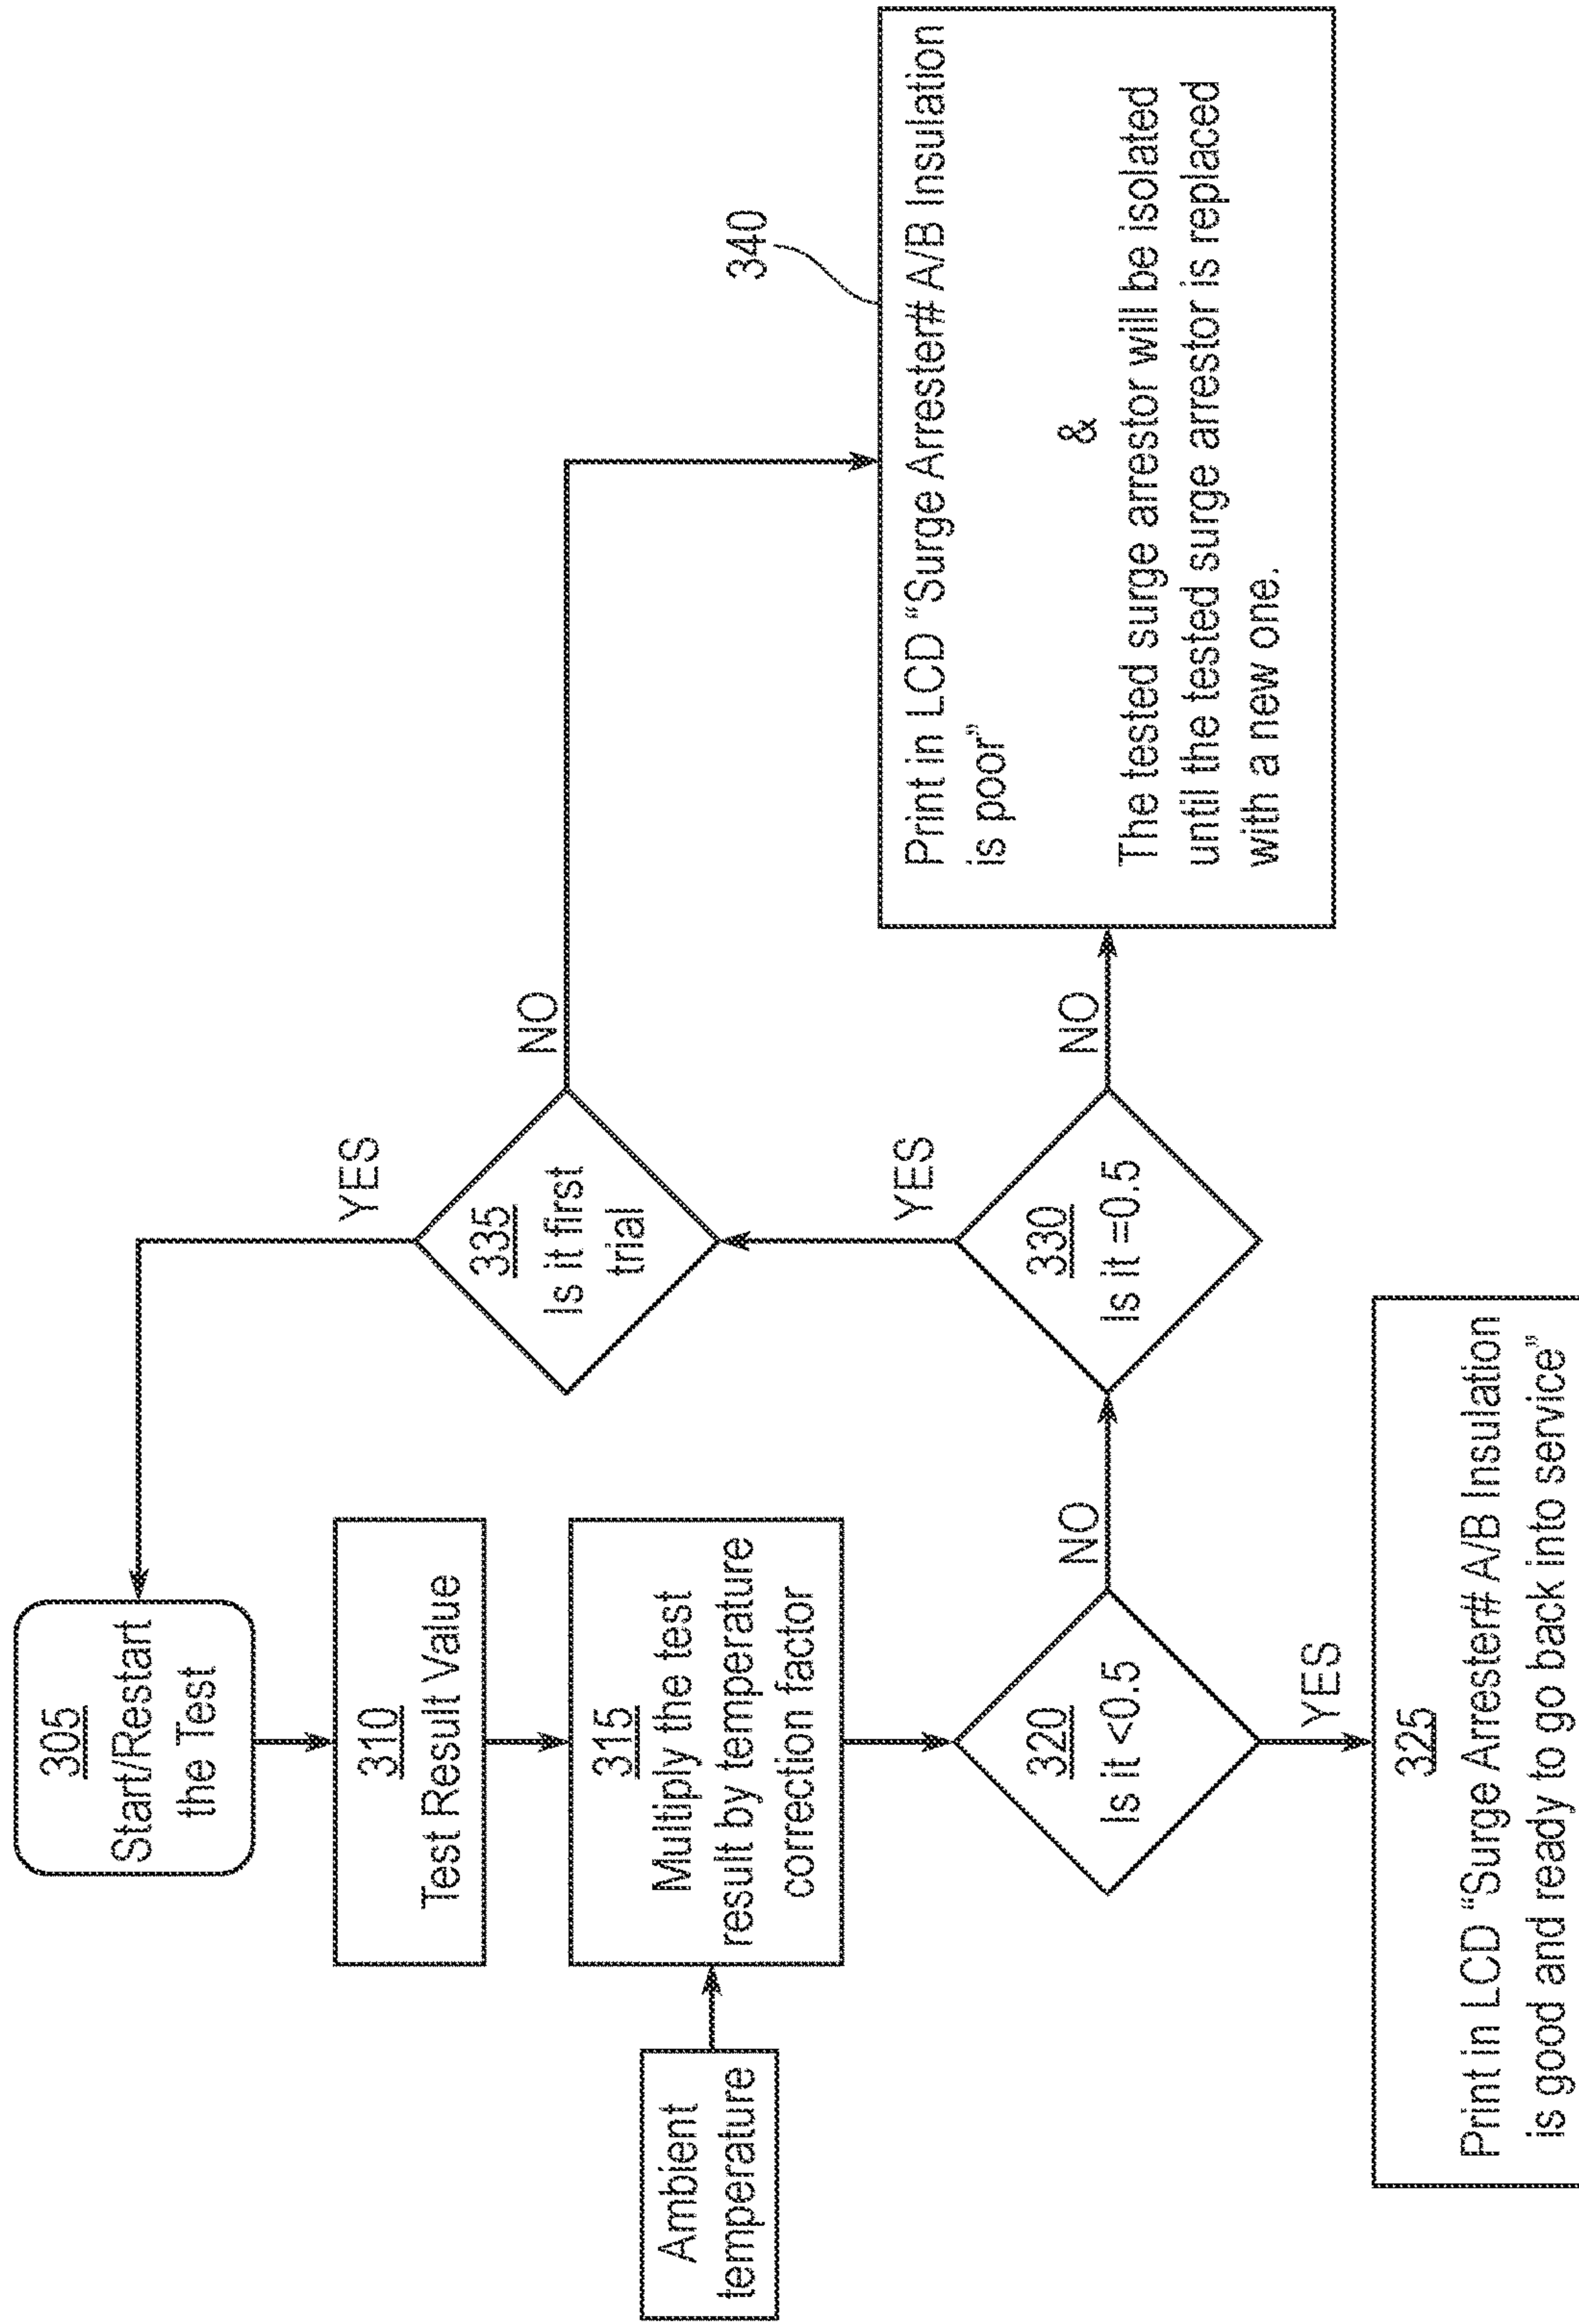 305
Start/Restart
the Test
310
Test Result Value
Ambient
temperature
315
Multiply the test
result by temperature
correction factor
320
Is it <0.5
YES
NO
325
Print in LCD “Surge Arrester# A/B Insulation
is good and ready to go back into service”
330
Is it =0.5
YES
NO
335
Is it first
trial
YES
NO
340
Print in LCD “Surge Arrester# A/B Insulation
is poor”
&
The tested surge arrestor will be isolated
until the tested surge arrestor is replaced
with a new one.